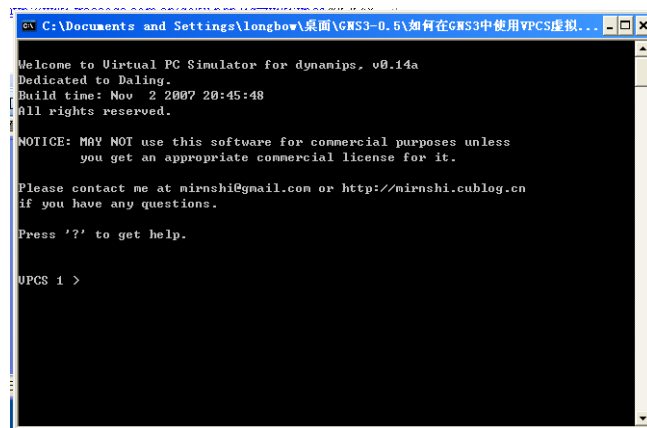 C:\Documents and Settings\longbow\桌面\GNS3-0.5\如何在GNS3中使用VPCS虚拟...
Welcome to Virtual PC Simulator for dynamips, v0.14a
Dedicated to Daling.
Build time: Nov  2 2007 20:45:48
All rights reserved.
NOTICE: MAY NOT use this software for commercial purposes unless
you get an appropriate commercial license for it.
Please contact me at mirnshi@gmail.com or http://mirnshi.cublog.cn
if you have any questions.
Press '?' to get help.
VPCS 1 >